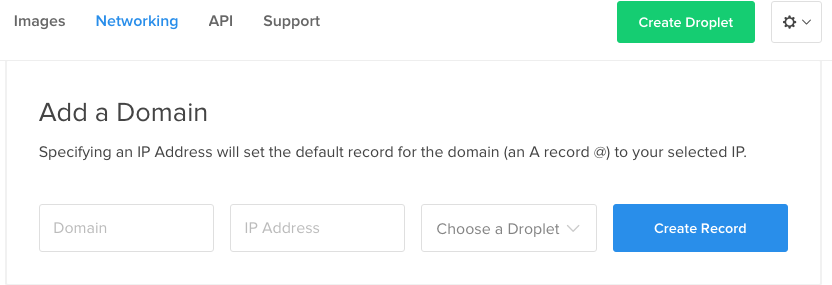 Images Networking API Support Create Droplet
Add a Domain
Specifying an IP Address will set the default record for the domain (an A record @) to your selected IP.
Domain IP Address Choose a Droplet Create Record